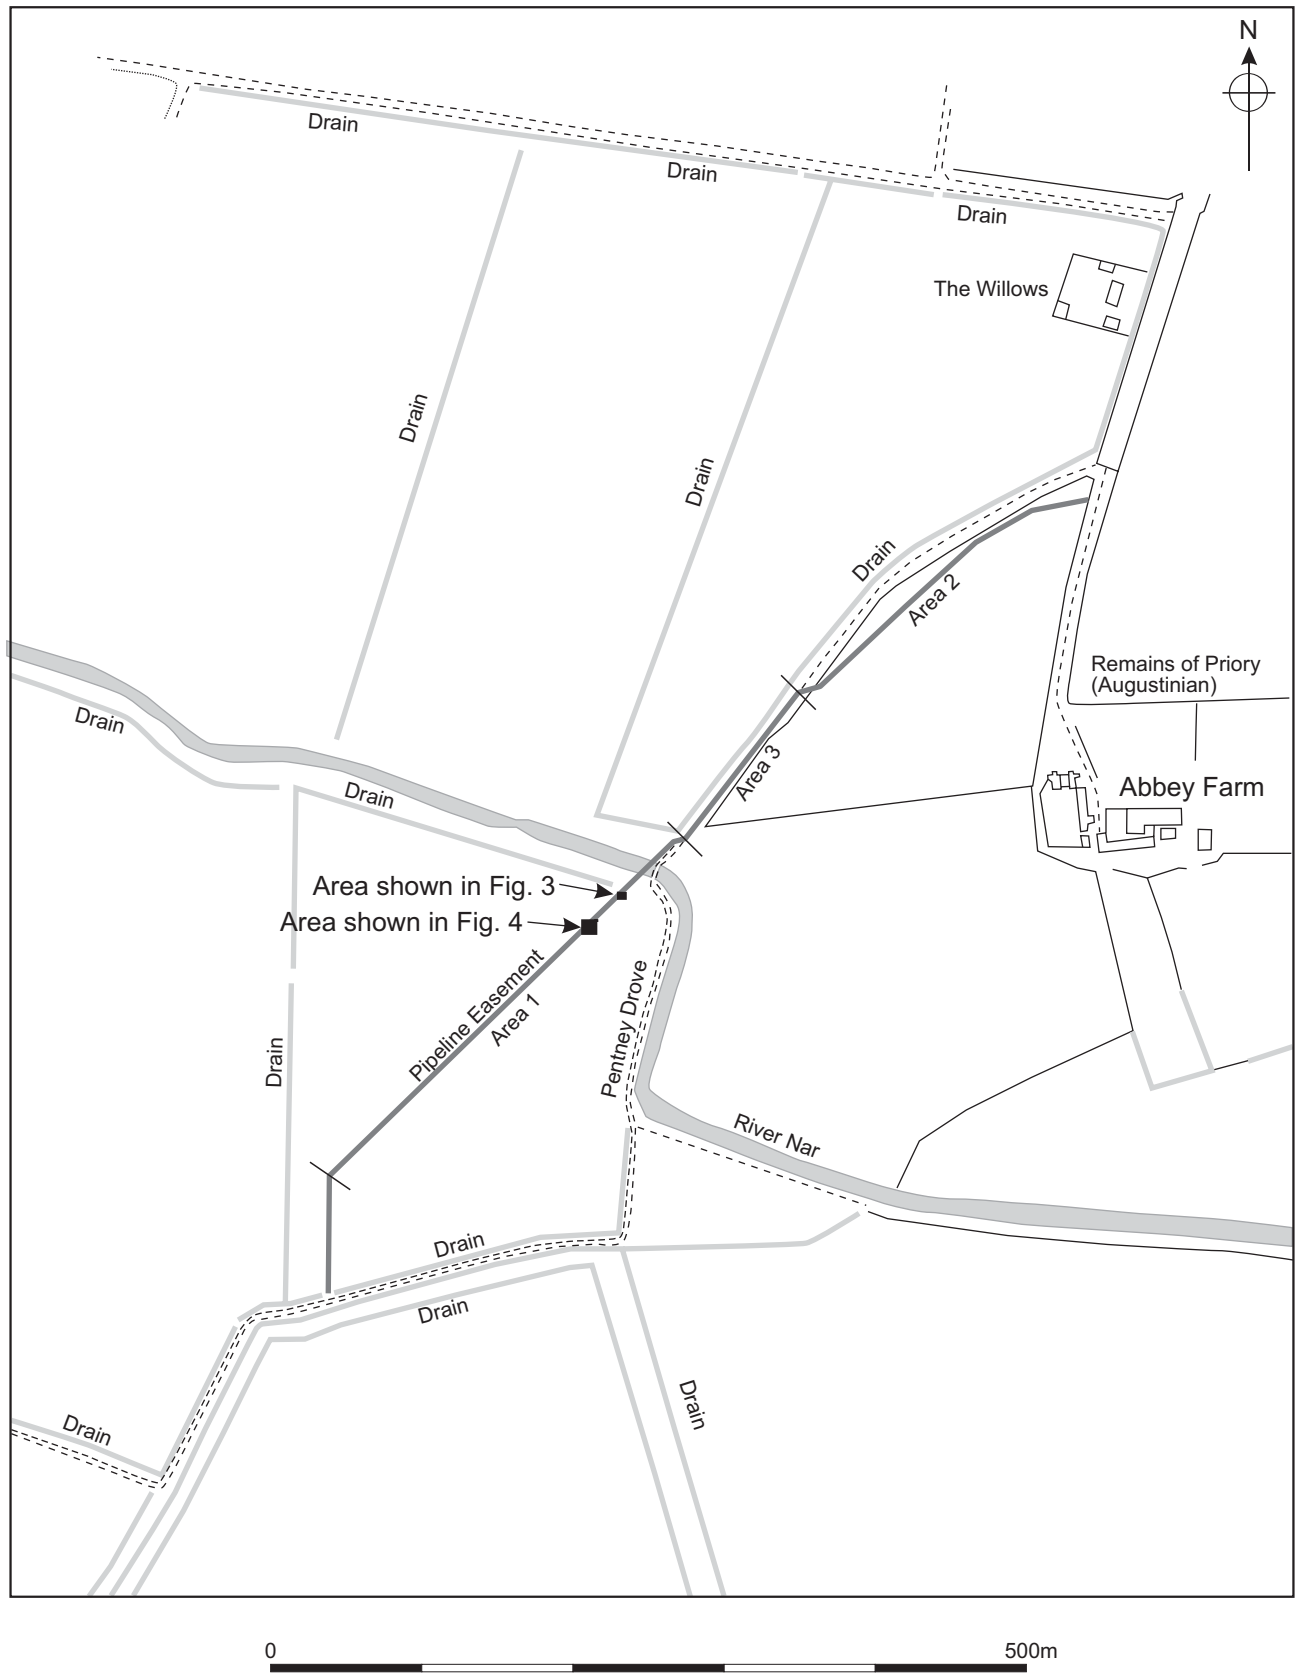 N
Drain
Drain
Drain
The Willows
Drain
Drain
Drain
Area 2
Remains of Priory
(Augustinian)
Drain
Area 3
Abbey Farm
Drain
Area shown in Fig. 3
Area shown in Fig. 4
Pipeline Easement
Area 1
Pentney Drove
Drain
River Nar
Drain
Drain
Drain
Drain
0
500m